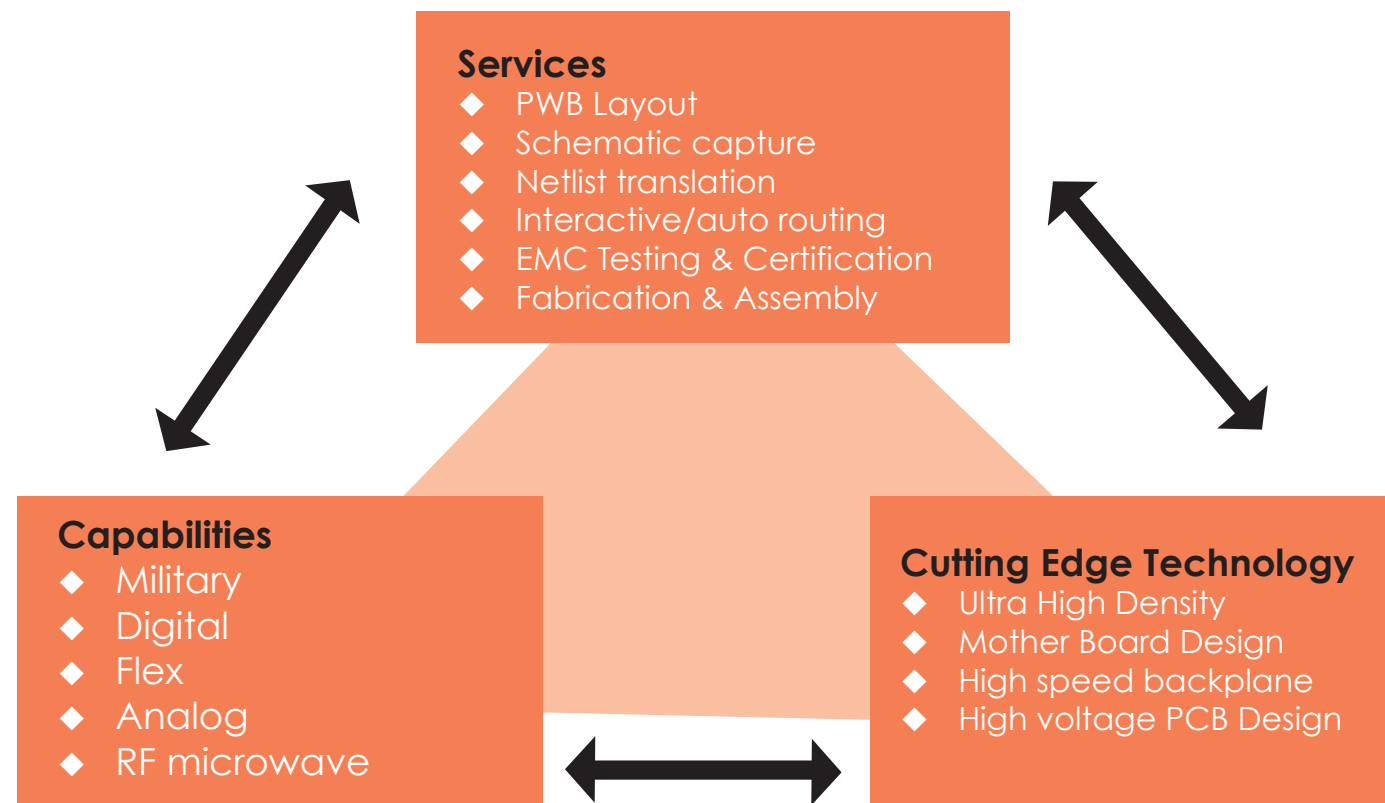 Services
◆ PWB Layout
◆ Schematic capture
◆ Netlist translation
◆ Interactive/auto routing
◆ EMC Testing & Certification
◆ Fabrication & Assembly
Capabilities
◆ Military
◆ Digital
◆ Flex
◆ Analog
◆ RF microwave
Cutting Edge Technology
◆ Ultra High Density
◆ Mother Board Design
◆ High speed backplane
◆ High voltage PCB Design